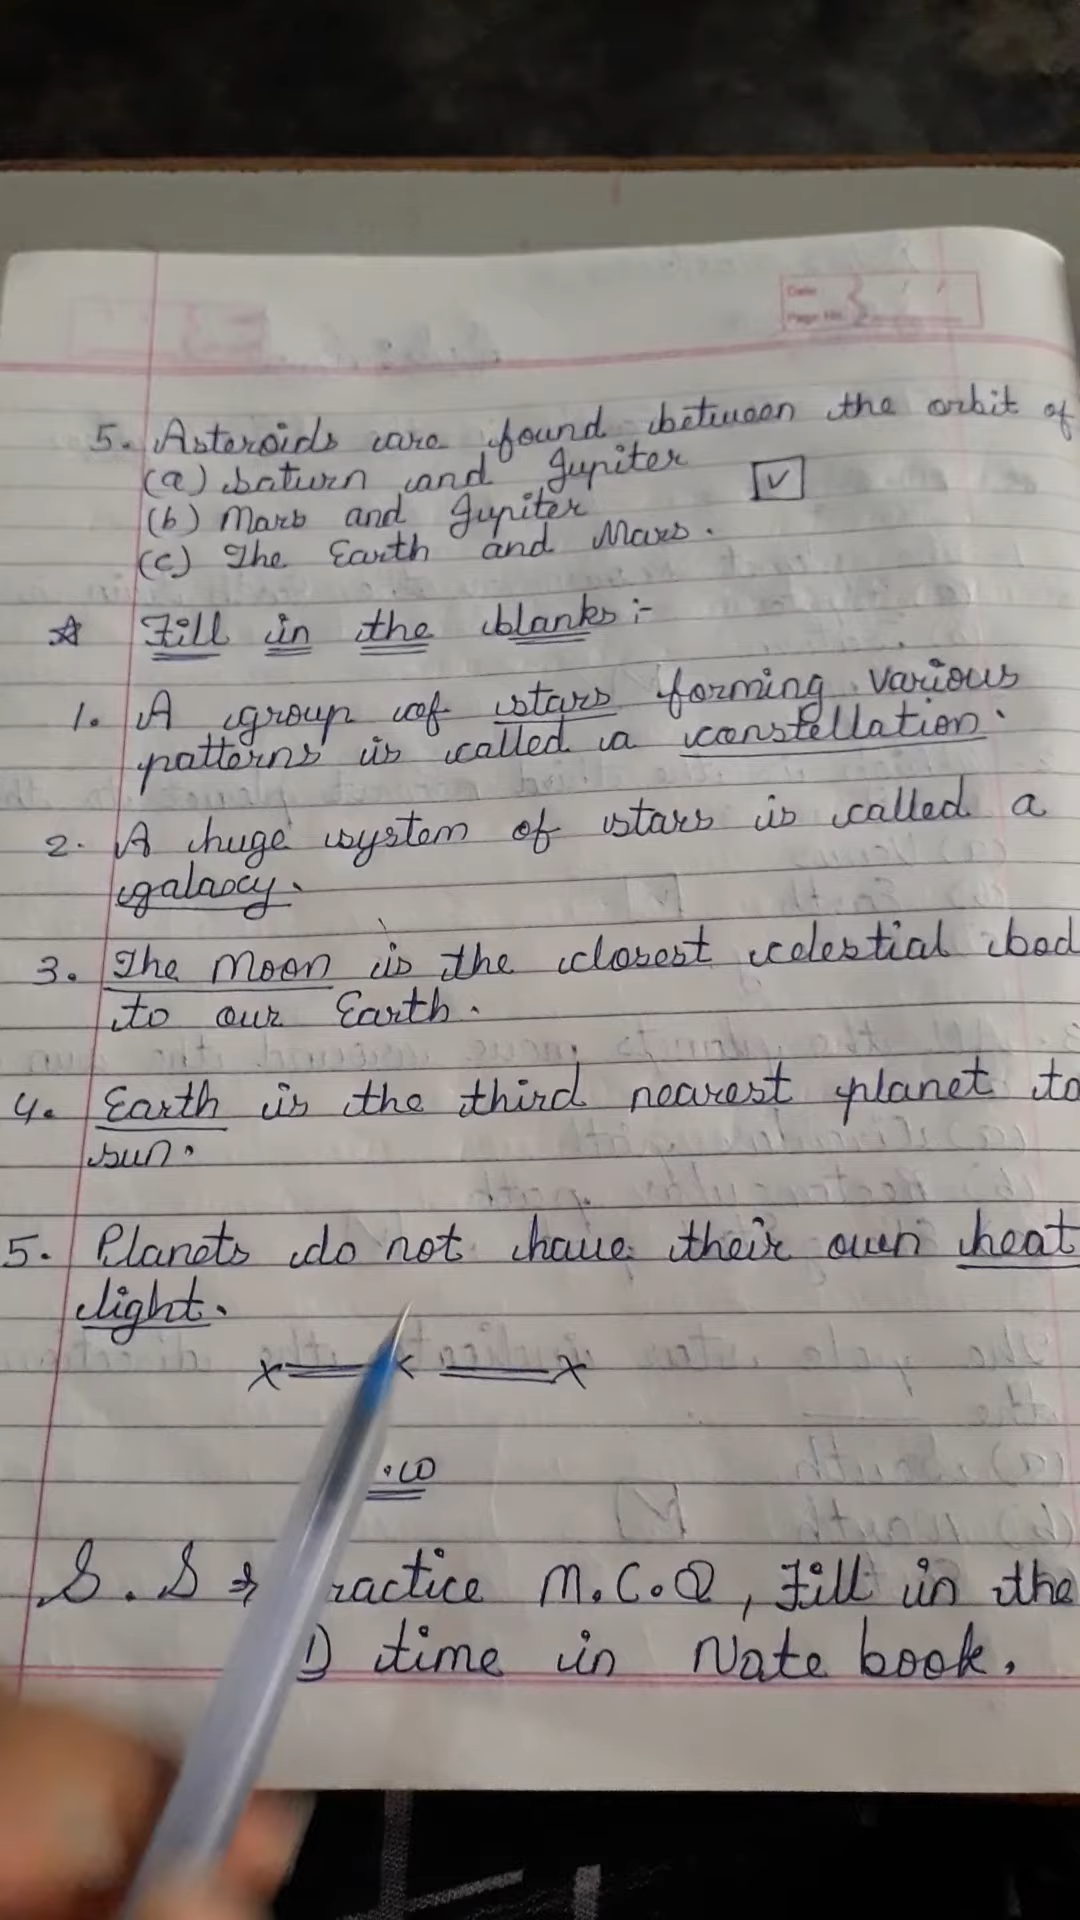 Date
Page No.
5. Asteroids are found between the orbit of
(a) Saturn and Jupiter
(b) Mars and Jupiter ✓
(c) The Earth and Mars.
☆ Fill in the blanks :-
1. A group of stars forming various
patterns is called a constellation.
2. A huge system of stars is called a
galaxy.
3. The Moon is the closest celestial bod
to our Earth.
4. Earth is the third nearest planet to
sun.
5. Planets do not have their own heat
light.
x == x == x
.W
S.S → ractice M.C.Q, Fill in the
1) time in Note book.